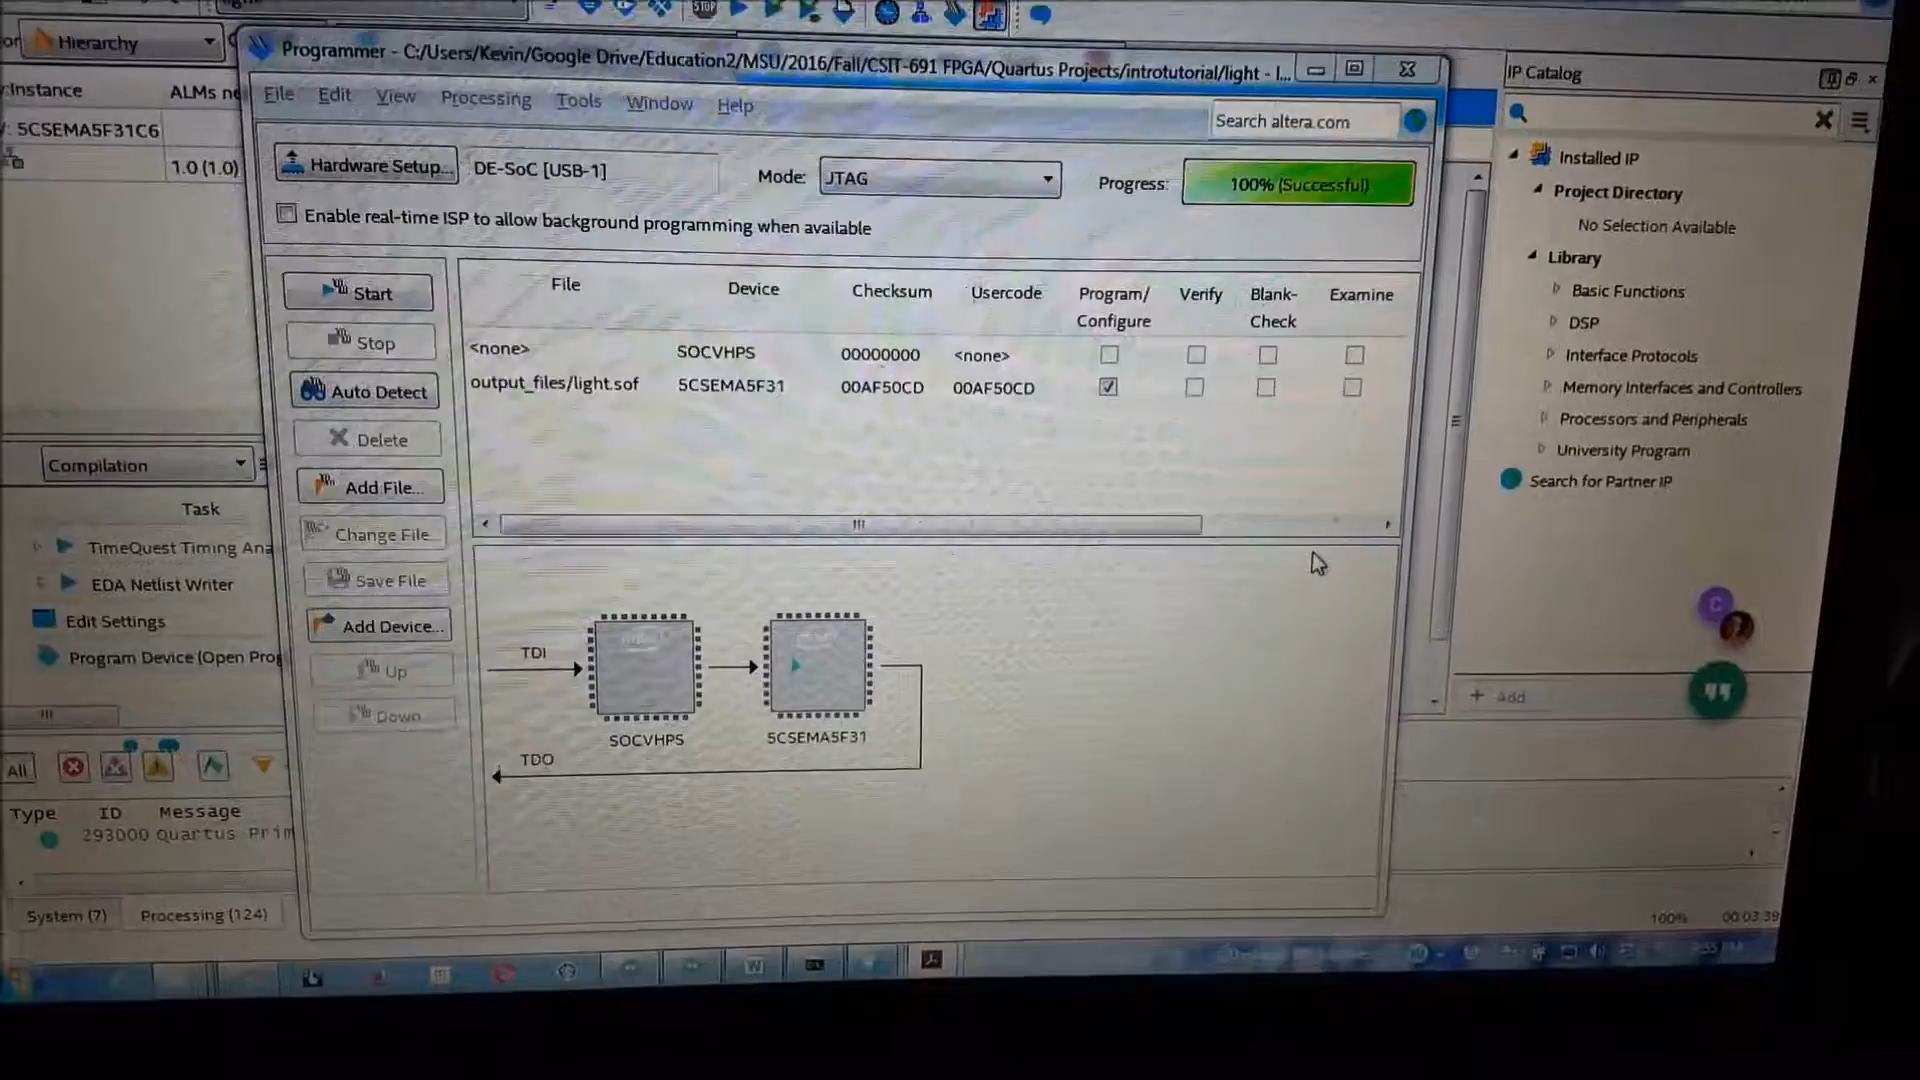 Hierarchy
Instance
ALMs ne
5CSEMA5F31C6
1.0 (1.0)
Programmer - C:/Users/Kevin/Google Drive/Education2/MSU/2016/Fall/CSIT-691 FPGA/Quartus Projects/introtutorial/light - I...
File Edit View Processing Tools Window Help
Search altera.com
Hardware Setup...
DE-SoC [USB-1]
Mode: JTAG
Progress: 100% (Successful)
Enable real-time ISP to allow background programming when available
Start
Stop
Auto Detect
Delete
Add File...
Change File
Save File
Add Device...
Up
Down
File Device Checksum Usercode Program/ Verify Blank- Examine
Configure Check
<none> SOCVHPS 00000000 <none>
output_files/light.sof 5CSEMA5F31 00AF50CD 00AF50CD
TDI
SOCVHPS
5CSEMA5F31
TDO
Compilation
Task
TimeQuest Timing Ana
EDA Netlist Writer
Edit Settings
Program Device (Open Prog
All
Type ID Message
293000 Quartus Prim
System (7) Processing (124)
IP Catalog
Installed IP
Project Directory
No Selection Available
Library
Basic Functions
DSP
Interface Protocols
Memory Interfaces and Controllers
Processors and Peripherals
University Program
Search for Partner IP
+ Add
C
100% 00:03:39